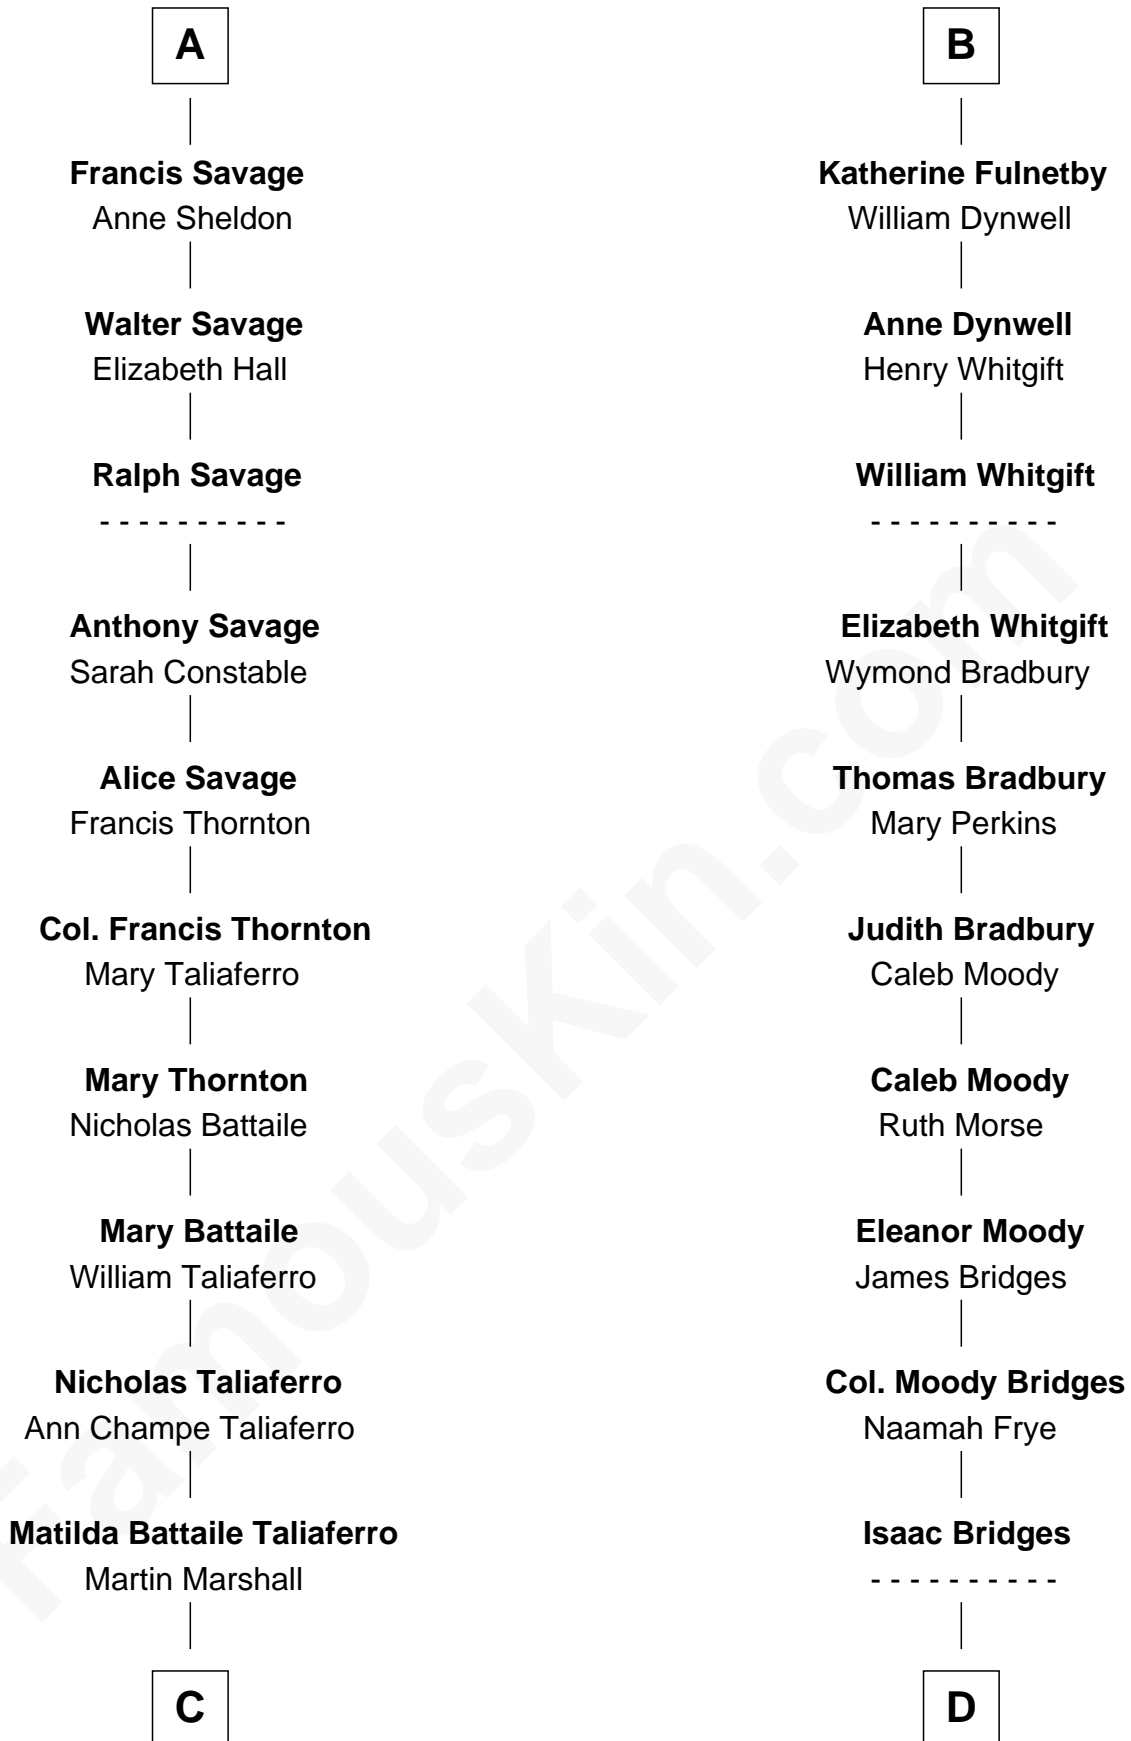 A
Francis Savage
Anne Sheldon
Walter Savage
Elizabeth Hall
Ralph Savage
- - - - - - - - - -
Anthony Savage
Sarah Constable
Alice Savage
Francis Thornton
Col. Francis Thornton
Mary Taliaferro
Mary Thornton
Nicholas Battaile
Mary Battaile
William Taliaferro
Nicholas Taliaferro
Ann Champe Taliaferro
Matilda Battaile Taliaferro
Martin Marshall
C
B
Katherine Fulnetby
William Dynwell
Anne Dynwell
Henry Whitgift
William Whitgift
- - - - - - - - - -
Elizabeth Whitgift
Wymond Bradbury
Thomas Bradbury
Mary Perkins
Judith Bradbury
Caleb Moody
Caleb Moody
Ruth Morse
Eleanor Moody
James Bridges
Col. Moody Bridges
Naamah Frye
Isaac Bridges
- - - - - - - - - -
D
FamousKin.com